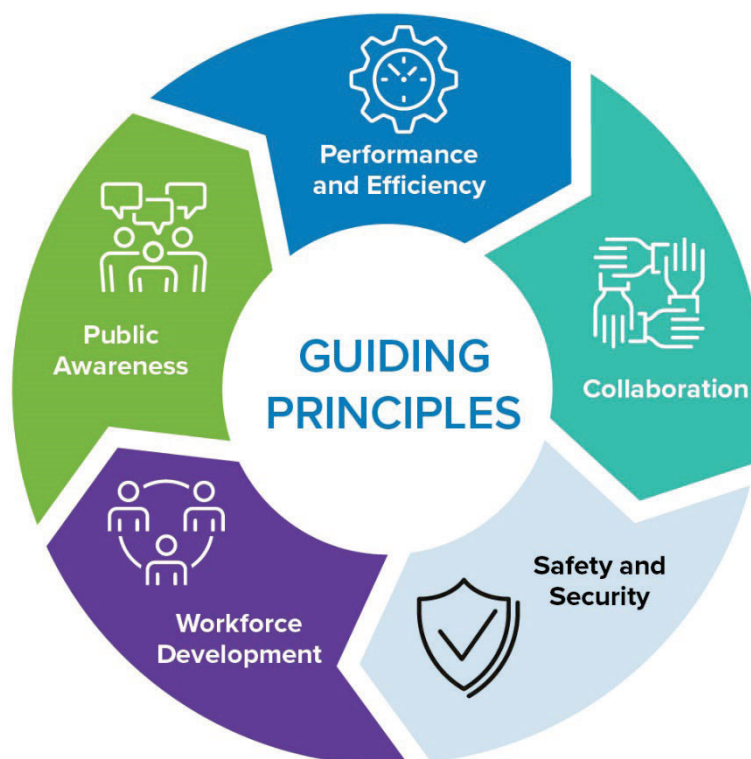 Performance
and Efficiency
Collaboration
Safety and
Security
Workforce
Development
Public
Awareness
GUIDING
PRINCIPLES